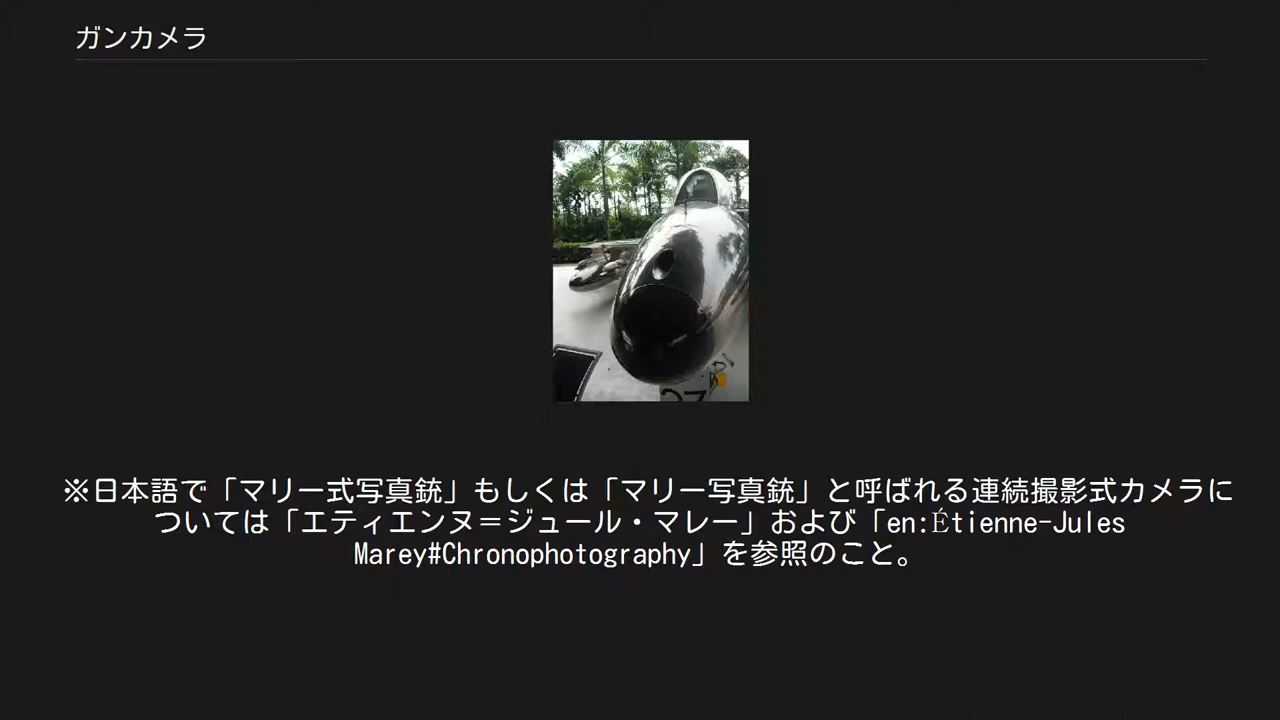 ガンカメラ
※日本語で「マリー式写真銃」もしくは「マリー写真銃」と呼ばれる連続撮影式カメラに
ついては「エティエンヌ＝ジュール・マレー」および「en:Étienne-Jules
Marey#Chronophotography」を参照のこと。